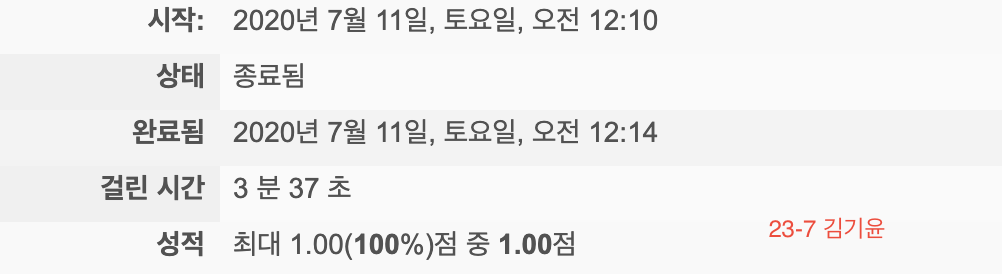 시작: 2020년 7월 11일, 토요일, 오전 12:10
상태 종료됨
완료됨 2020년 7월 11일, 토요일, 오전 12:14
걸린 시간 3 분 37 초
성적 최대 1.00(100%)점 중 1.00점
23-7 김기윤